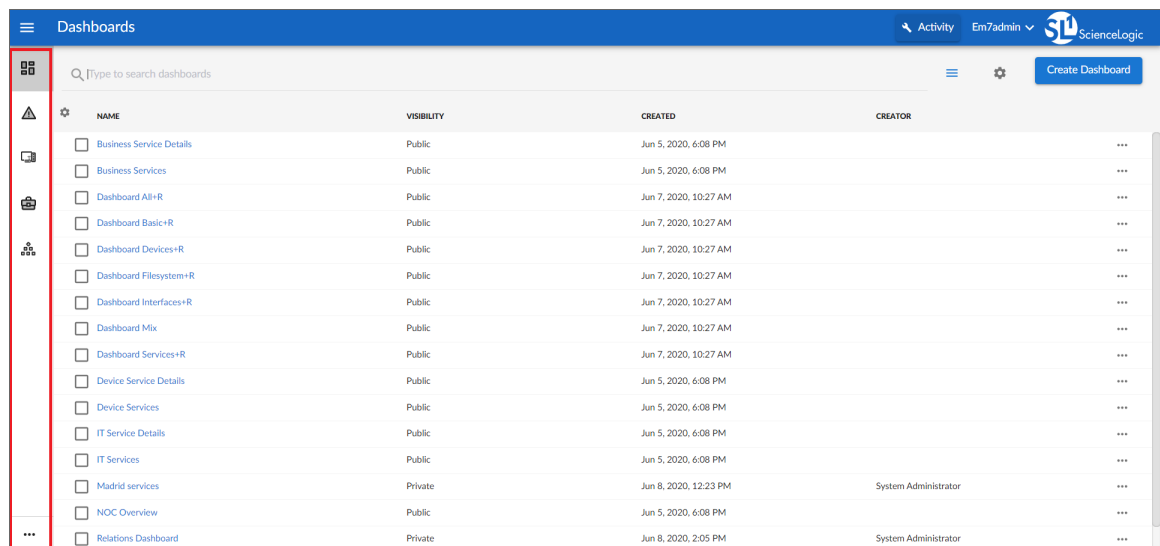 Dashboards Activity Em7admin SL1 ScienceLogic
Type to search dashboards Create Dashboard
NAME VISIBILITY CREATED CREATOR
Business Service Details Public Jun 5, 2020, 6:08 PM
Business Services Public Jun 5, 2020, 6:08 PM
Dashboard All+R Public Jun 7, 2020, 10:27 AM
Dashboard Basic+R Public Jun 7, 2020, 10:27 AM
Dashboard Devices+R Public Jun 7, 2020, 10:27 AM
Dashboard Filesystem+R Public Jun 7, 2020, 10:27 AM
Dashboard Interfaces+R Public Jun 7, 2020, 10:27 AM
Dashboard Mix Public Jun 7, 2020, 10:27 AM
Dashboard Services+R Public Jun 7, 2020, 10:27 AM
Device Service Details Public Jun 5, 2020, 6:08 PM
Device Services Public Jun 5, 2020, 6:08 PM
IT Service Details Public Jun 5, 2020, 6:08 PM
IT Services Public Jun 5, 2020, 6:08 PM
Madrid services Private Jun 8, 2020, 12:23 PM System Administrator
NOC Overview Public Jun 5, 2020, 6:08 PM
Relations Dashboard Private Jun 8, 2020, 2:05 PM System Administrator